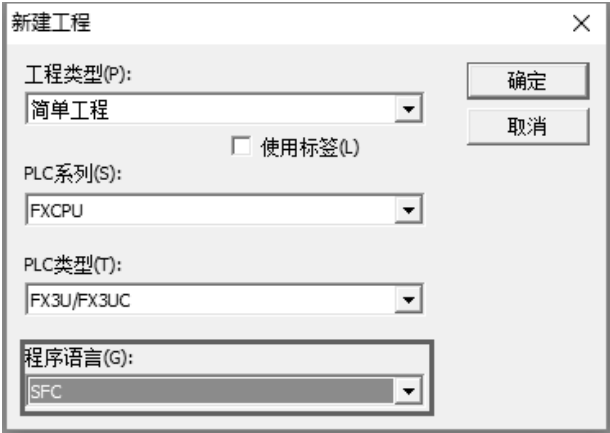 新建工程
工程类型(P):
确定
简单工程
取消
使用标签(L)
PLC系列(S):
FXCPU
PLC类型(T):
FX3U/FX3UC
程序语言(G):
SFC